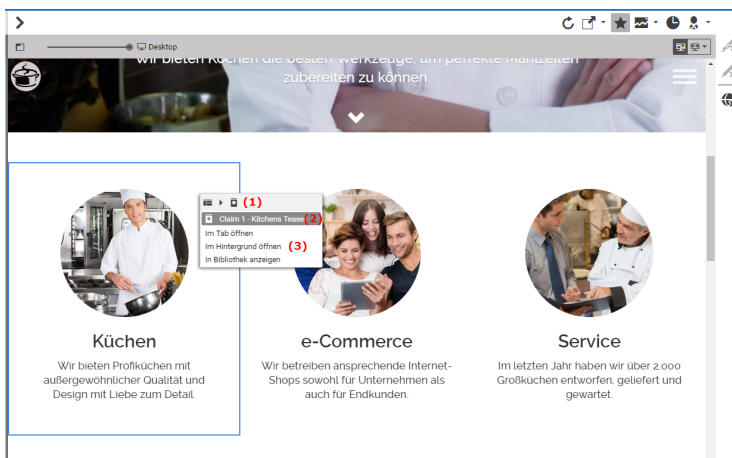 Desktop
Wir bieten Köchen die besten Werkzeuge, um perfekte Mahlzeiten
zubereiten zu können.
(1)
Claim 1 - Kitchens Tease (2)
Im Tab öffnen
Im Hintergrund öffnen (3)
In Bibliothek anzeigen
Küchen
Wir bieten Profiküchen mit
außergewöhnlicher Qualität und
Design mit Liebe zum Detail.
e-Commerce
Wir betreiben ansprechende Internet-
Shops sowohl für Unternehmen als
auch für Endkunden.
Service
Im letzten Jahr haben wir über 2.000
Großküchen entworfen, geliefert und
gewartet.